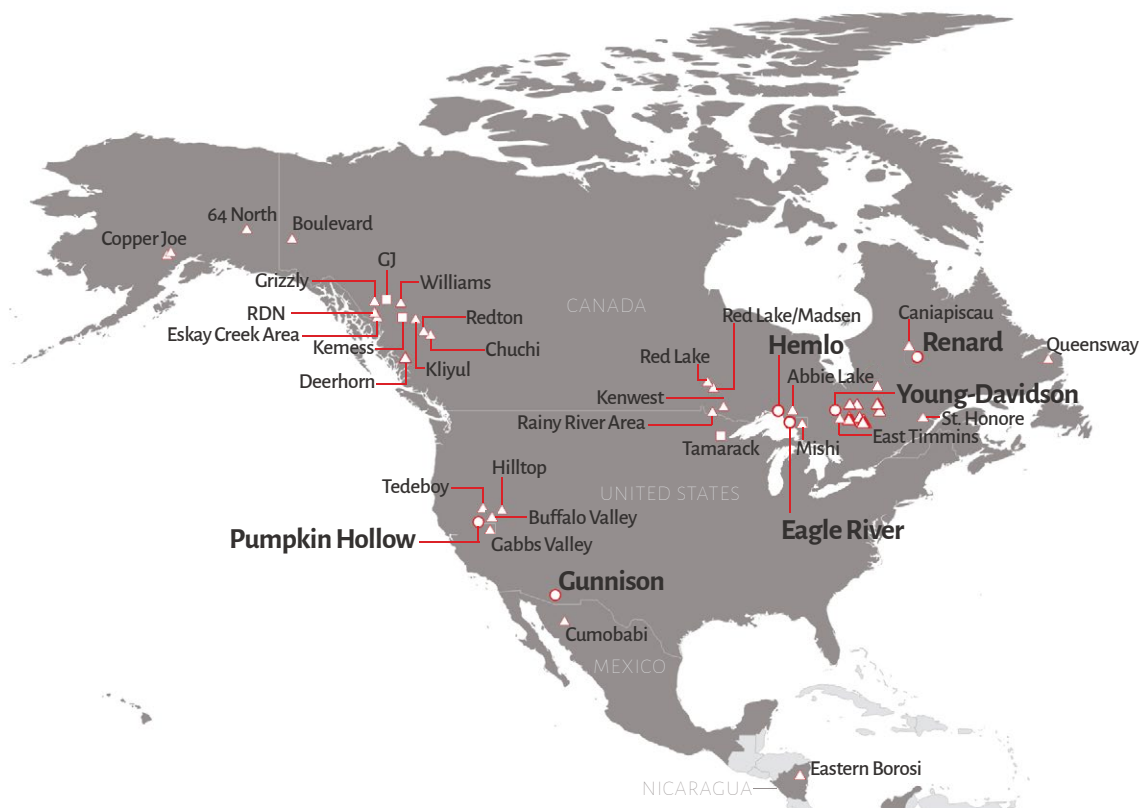 64 North
Boulevard
Copper Joe
GJ
Grizzly
Williams
CANADA
RDN
Redton
Red Lake/Madsen
Caniapiscau
Eskay Creek Area
Kemess
Chuchi
Hemlo
Renard
Queensway
Red Lake
Kliyul
Deerhorn
Abbie Lake
Kenwest
Young-Davidson
Rainy River Area
St. Honore
East Timmins
Tamarack
Mishi
Hilltop
Tedeboy
UNITED STATES
Buffalo Valley
Eagle River
Pumpkin Hollow
Gabbs Valley
Gunnison
Cumobabi
MEXICO
Eastern Borosi
NICARAGUA